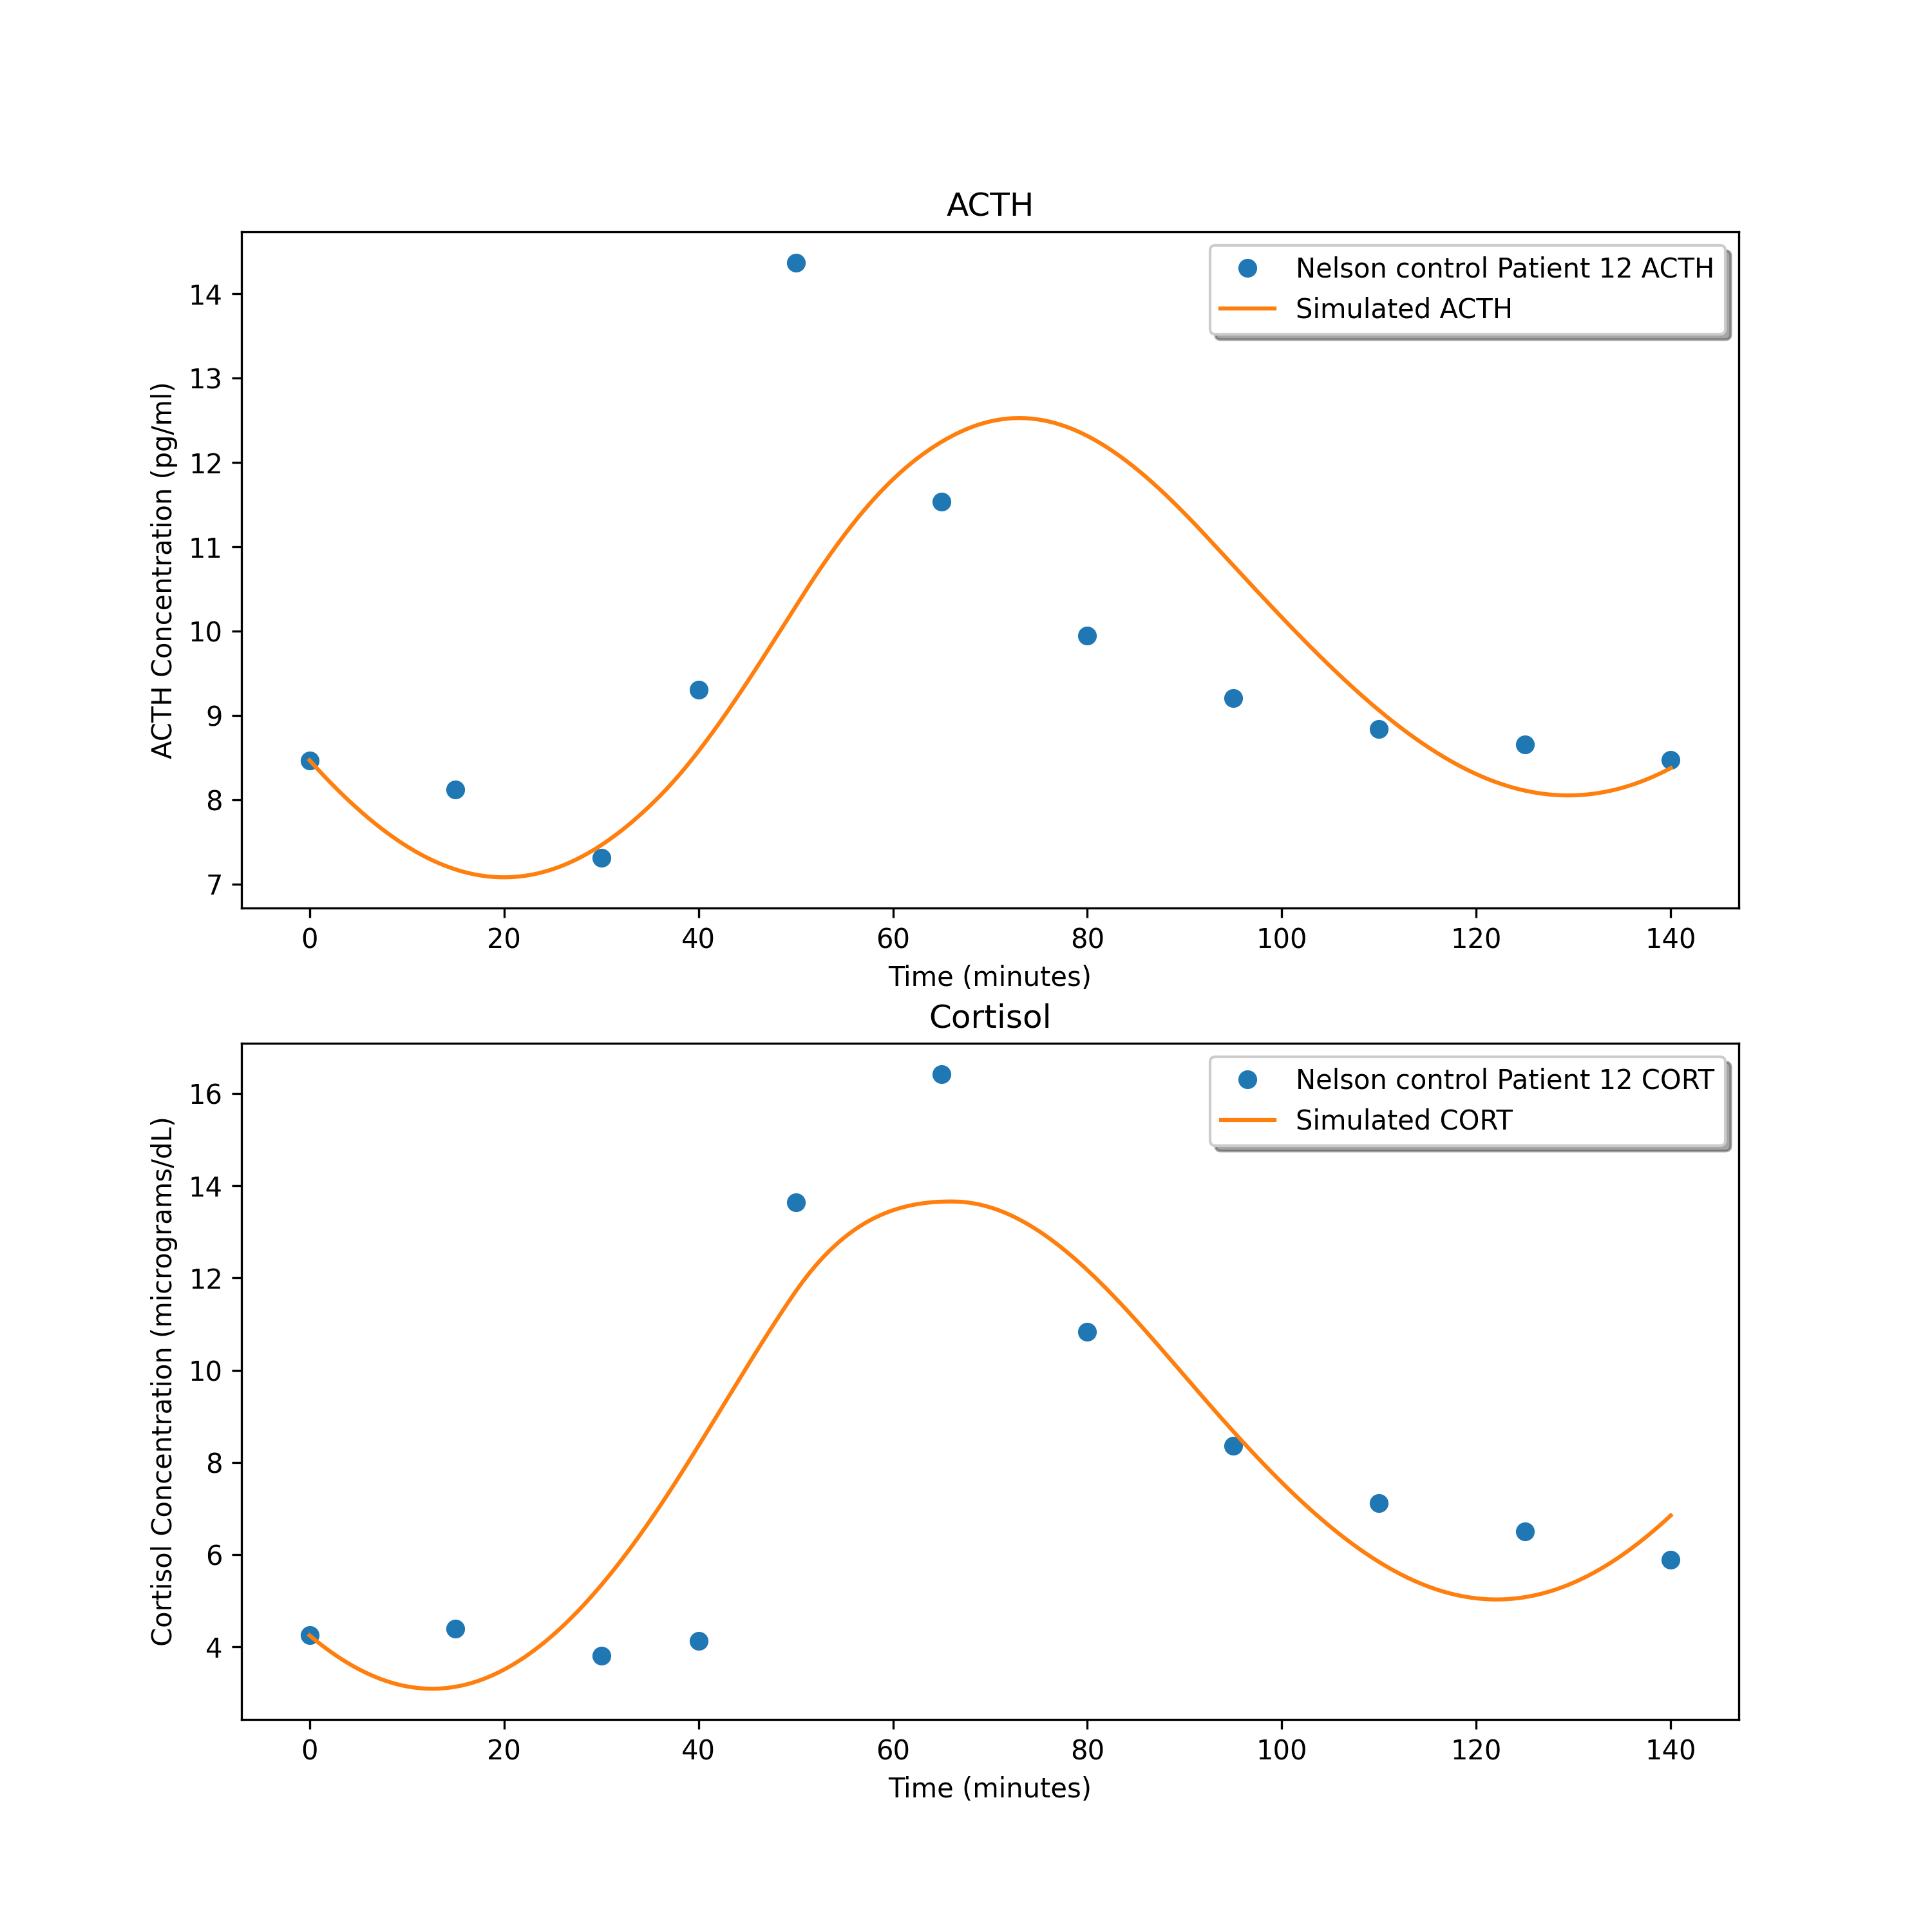 ACTH
Nelson control Patient 12 ACTH
Simulated ACTH
ACTH Concentration (pg/ml)
14
13
12
11
10
9
8
7
0 20 40 60 80 100 120 140
Time (minutes)
Cortisol
Nelson control Patient 12 CORT
Simulated CORT
Cortisol Concentration (micrograms/dL)
16
14
12
10
8
6
4
0 20 40 60 80 100 120 140
Time (minutes)